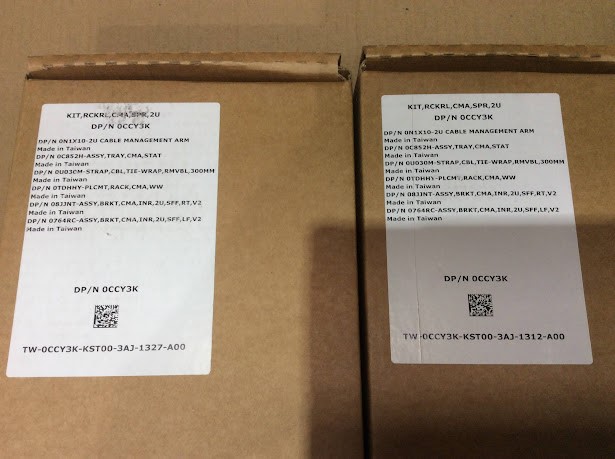 KIT,RCKRL,CMA,SPR,2U
DP/N 0CCY3K
DP/N 0N1X10-2U CABLE MANAGEMENT ARM
Made in Taiwan
DP/N 0C852H-ASSY,TRAY,CMA,STAT
Made in Taiwan
DP/N 0U030M-STRAP,CBL,TIE-WRAP,RMVBL,300MM
Made in Taiwan
DP/N 0TDHHY-PLCMT,RACK,CMA,WW
Made in Taiwan
DP/N 08JJNT-ASSY,BRKT,CMA,INR,2U,SFF,RT,V2
Made in Taiwan
DP/N 0764RC-ASSY,BRKT,CMA,INR,2U,SFF,LF,V2
Made in Taiwan
DP/N 0CCY3K
TW-0CCY3K-KST00-3AJ-1327-A00
KIT,RCKRL,CMA,SPR,2U
DP/N 0CCY3K
DP/N 0N1X10-2U CABLE MANAGEMENT ARM
Made in Taiwan
DP/N 0C852H-ASSY,TRAY,CMA,STAT
Made in Taiwan
DP/N 0U030M-STRAP,CBL,TIE-WRAP,RMVBL,300MM
Made in Taiwan
DP/N 0TDHHY-PLCMT,RACK,CMA,WW
Made in Taiwan
DP/N 08JJNT-ASSY,BRKT,CMA,INR,2U,SFF,RT,V2
Made in Taiwan
DP/N 0764RC-ASSY,BRKT,CMA,INR,2U,SFF,LF,V2
Made in Taiwan
DP/N 0CCY3K
TW-0CCY3K-KST00-3AJ-1312-A00